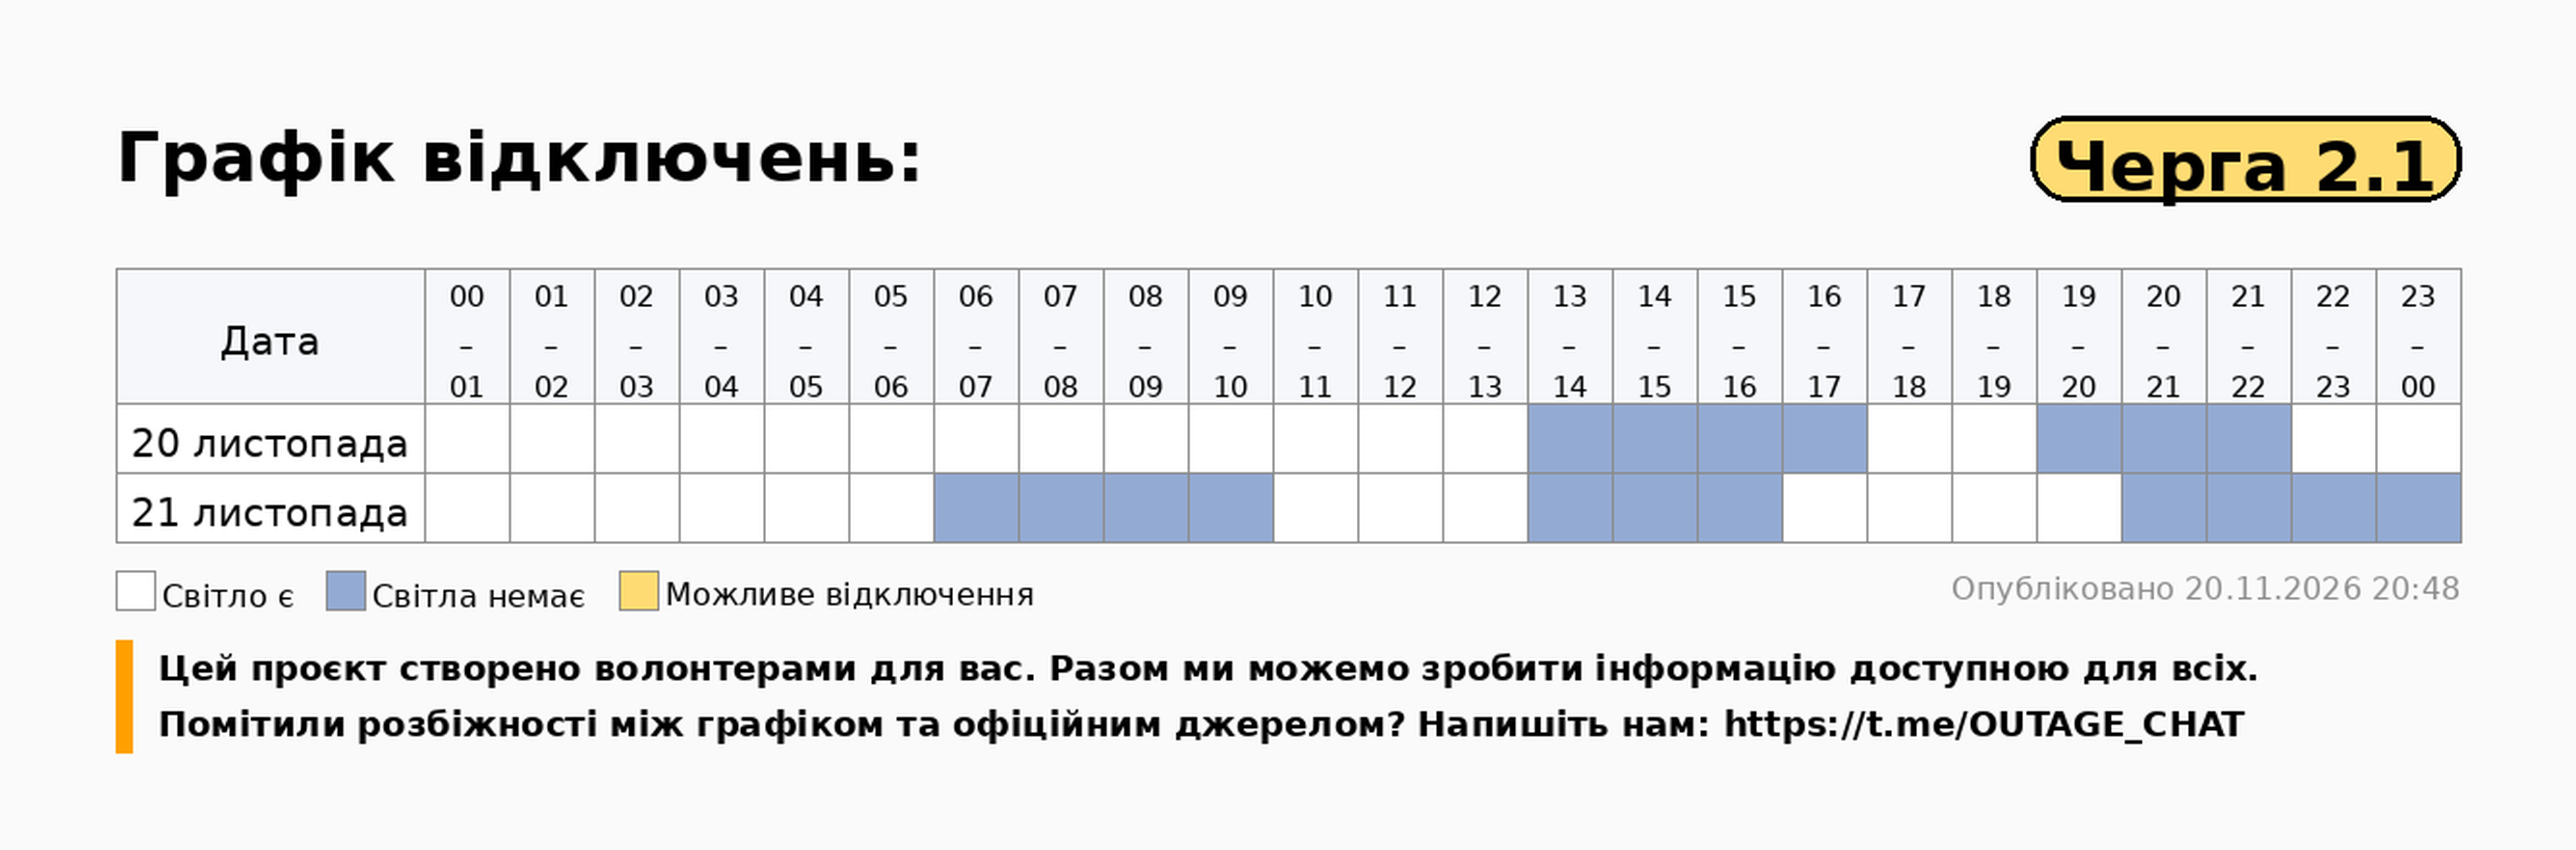 Графік відключень:
Черга 2.1
Дата
00 – 01
01 – 02
02 – 03
03 – 04
04 – 05
05 – 06
06 – 07
07 – 08
08 – 09
09 – 10
10 – 11
11 – 12
12 – 13
13 – 14
14 – 15
15 – 16
16 – 17
17 – 18
18 – 19
19 – 20
20 – 21
21 – 22
22 – 23
23 – 00
20 листопада
21 листопада
Світло є
Світла немає
Можливе відключення
Опубліковано 20.11.2026 20:48
Цей проєкт створено волонтерами для вас. Разом ми можемо зробити інформацію доступною для всіх.
Помітили розбіжності між графіком та офіційним джерелом? Напишіть нам: https://t.me/OUTAGE_CHAT